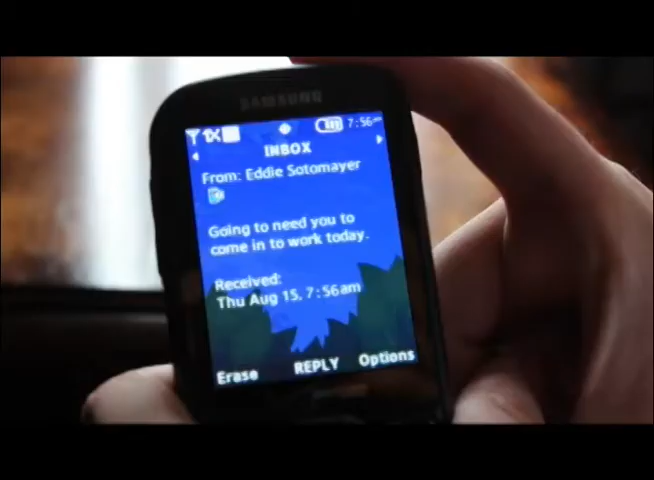 SAMSUNG
1X 7:56am
INBOX
From: Eddie Sotomayer
Going to need you to
come in to work today.
Received:
Thu Aug 15, 7:56am
Erase REPLY Options